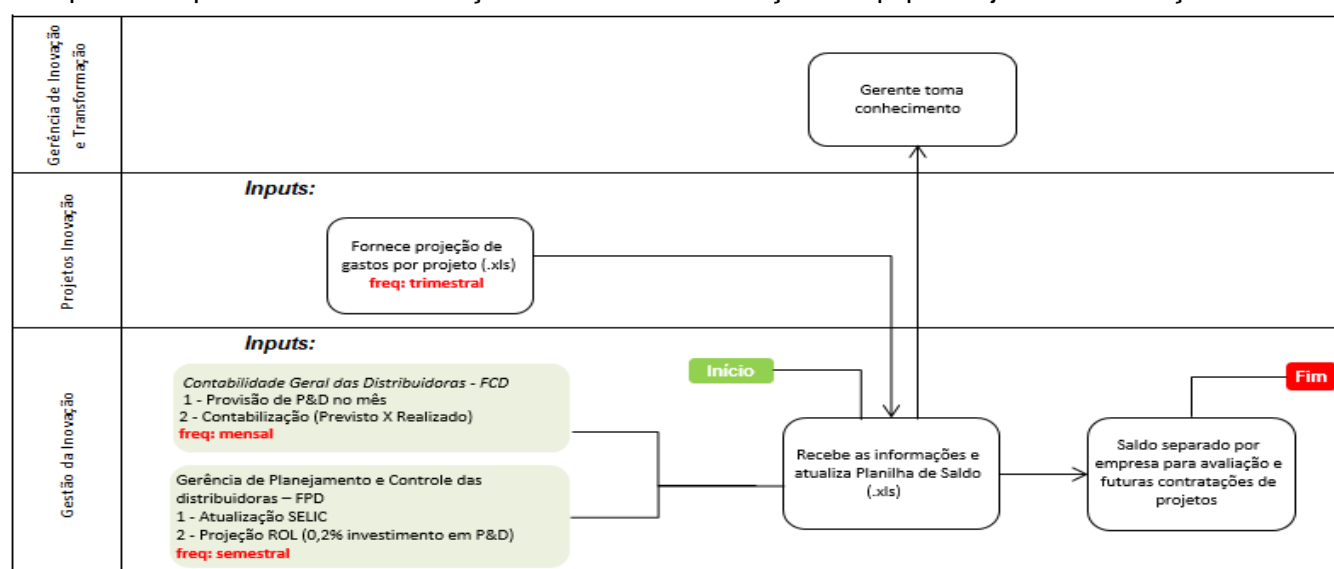 Gerência de Inovação
e Transformação
Gerente toma
conhecimento
Projetos Inovação
Inputs:
Fornece projeção de
gastos por projeto (.xls)
freq: trimestral
Gestão da Inovação
Inputs:
Contabilidade Geral das Distribuidoras - FCD
1 - Provisão de P&D no mês
2 - Contabilização (Previsto X Realizado)
freq: mensal
Gerência de Planejamento e Controle das
distribuidoras – FPD
1 - Atualização SELIC
2 - Projeção ROL (0,2% investimento em P&D)
freq: semestral
Início
Recebe as informações e
atualiza Planilha de Saldo
(.xls)
Fim
Saldo separado por
empresa para avaliação e
futuras contratações de
projetos